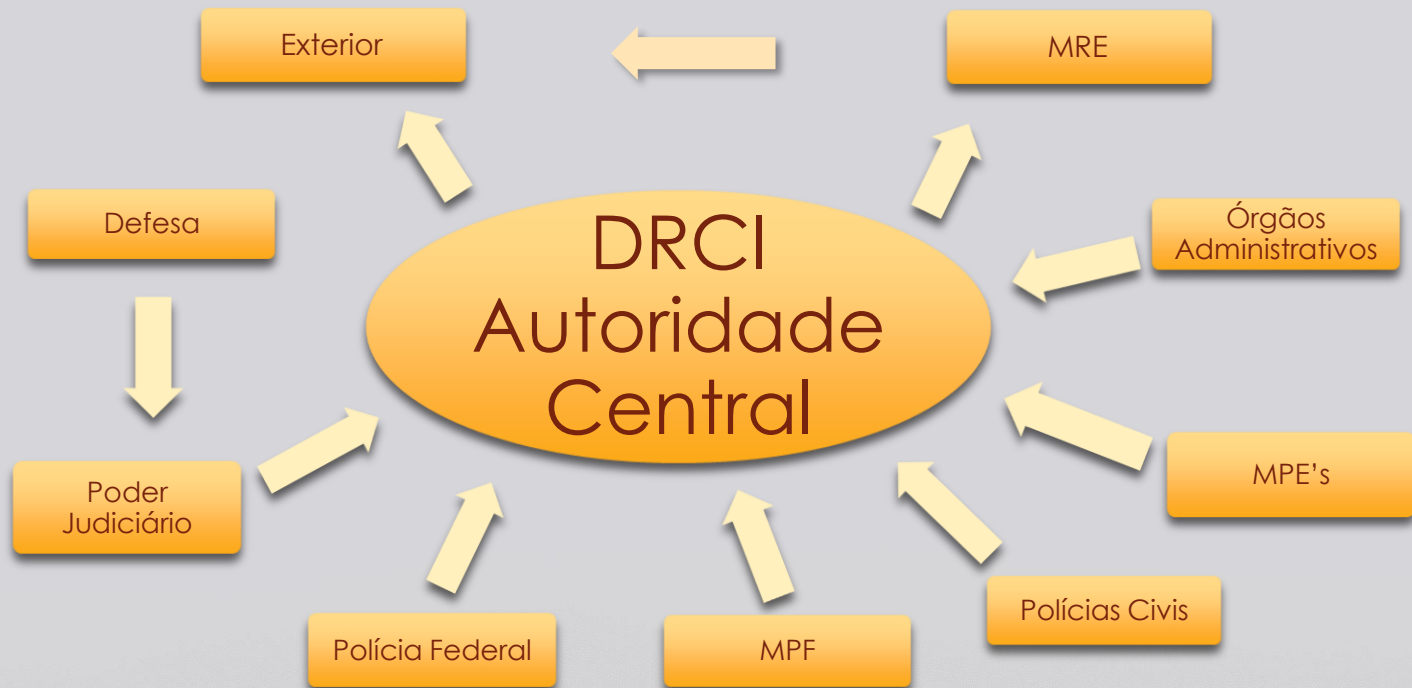 Exterior
MRE
Defesa
DRCI
Autoridade
Central
Órgãos
Administrativos
Poder
Judiciário
MPE’s
Polícias Civis
Polícia Federal
MPF